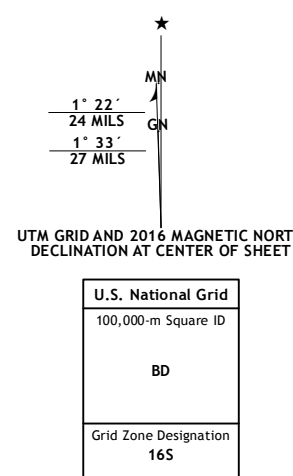 MN
1° 22´
24 MILS
GN
1° 33´
27 MILS
UTM GRID AND 2016 MAGNETIC NORT
DECLINATION AT CENTER OF SHEET
U.S. National Grid
100,000-m Square ID
BD
Grid Zone Designation
16S